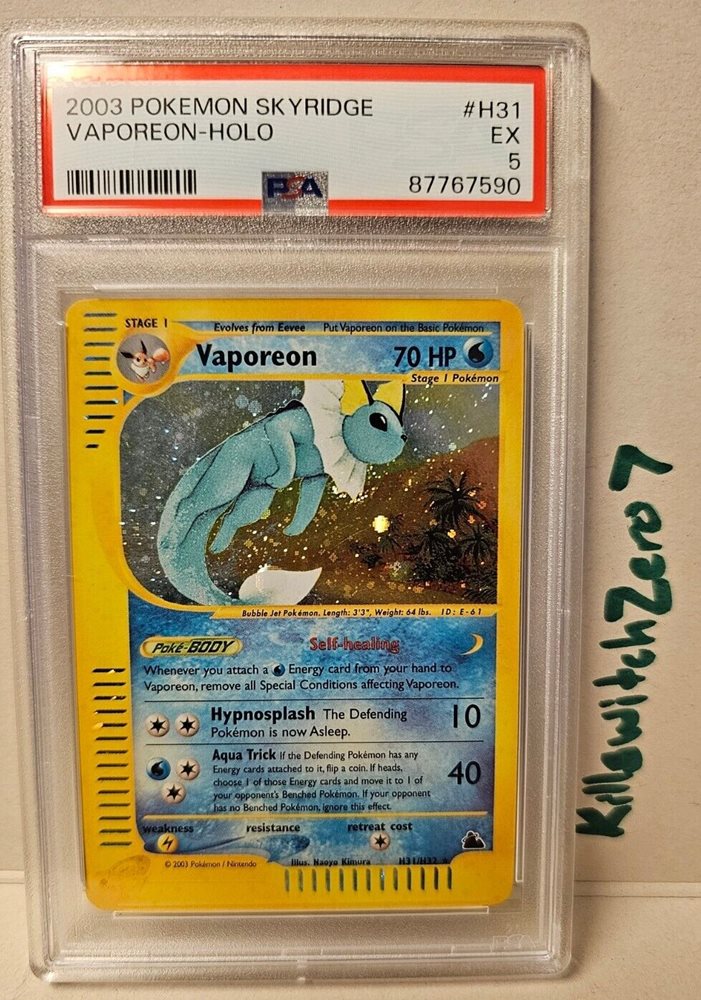 2003 POKEMON SKYRIDGE #H31
VAPOREON-HOLO EX
5
PSA 87767590
STAGE 1 Evolves from Eevee Put Vaporeon on the Basic Pokémon
Vaporeon 70 HP
Stage 1 Pokémon
Bubble Jet Pokémon. Length: 3'3", Weight: 64 lbs. ID: E-61
Poké-BODY Self-healing
Whenever you attach a Energy card from your hand to
Vaporeon, remove all Special Conditions affecting Vaporeon.
Hypnosplash The Defending 10
Pokémon is now Asleep.
Aqua Trick If the Defending Pokémon has any
Energy cards attached to it, flip a coin. If heads,
choose 1 of those Energy cards and move it to 1 of 40
your opponent's Benched Pokémon. If your opponent
has no Benched Pokémon, ignore this effect.
weakness resistance retreat cost
© 2003 Pokémon / Nintendo Illus. Naoyo Kimura H31/H32
KillswitchZero7